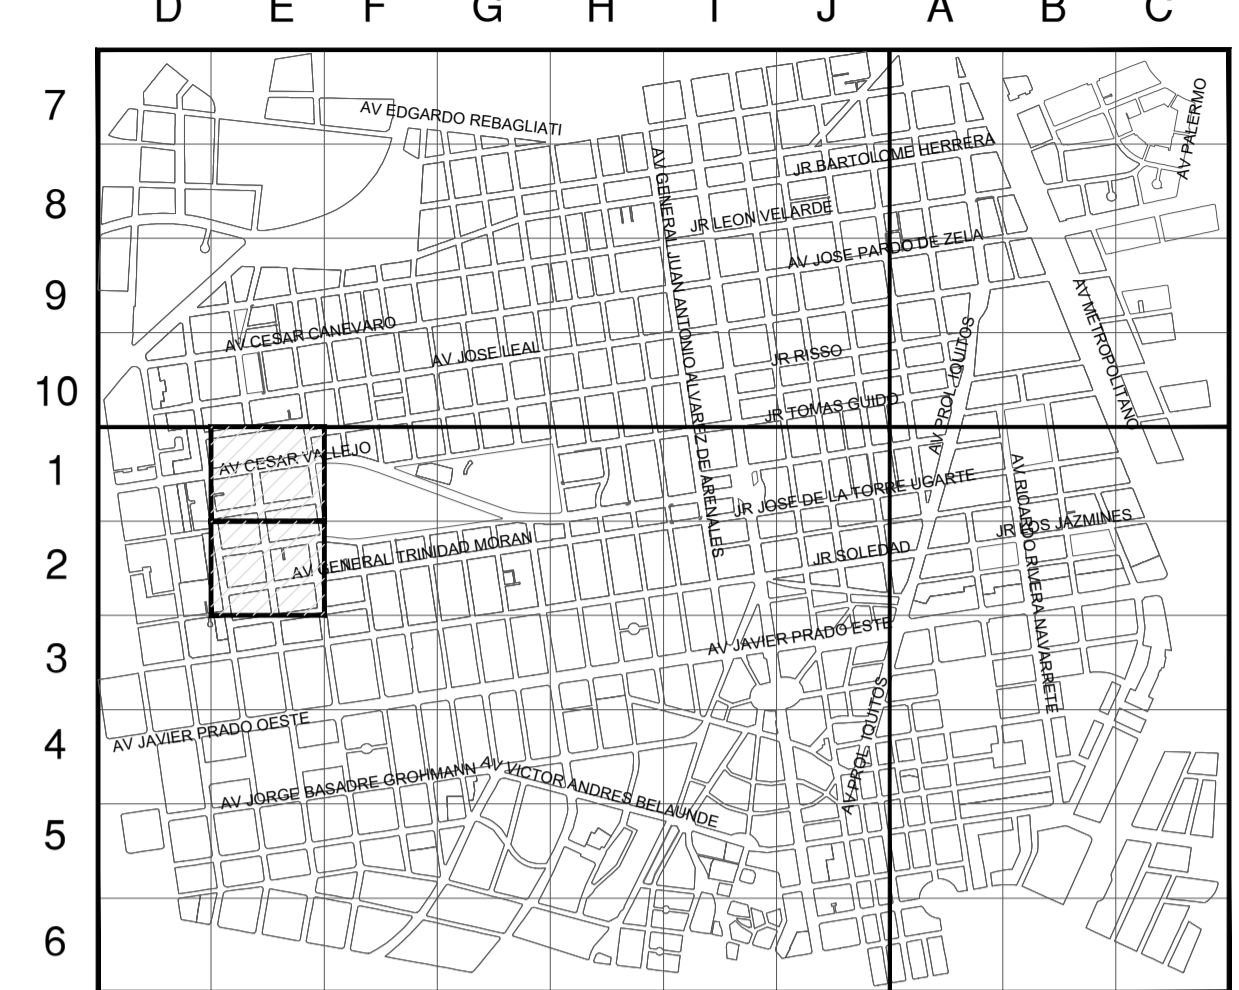 D E F G H I J A B C
7
AV EDGARDO REBAGLIATI
AV PALERMO
JR BARTOLOME HERRERA
8
AV GENERAL JUAN ANTONIO ALVAREZ DE ARENALES
JR LEON VELARDE
AV JOSE PARDO DE ZELA
9
AV METROPOLITANO
AV CESAR CANEVARO
AV PROL. IQUITOS
AV JOSE LEAL
JR RISSO
10
JR TOMAS GUIDO
1
AV CESAR VALLEJO
AV RICARDO RIVERA NAVARRETE
JR JOSE DE LA TORRE UGARTE
JR LOS JAZMINES
2
AV GENERAL TRINIDAD MORAN
JR SOLEDAD
3
AV JAVIER PRADO ESTE
AV PROL. IQUITOS
4
AV JAVIER PRADO OESTE
AV JORGE BASADRE GROHMANN
AV VICTOR ANDRES BELAUNDE
5
6